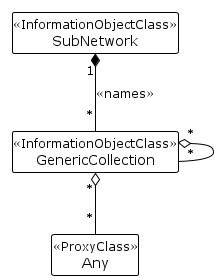 «InformationObjectClass»
SubNetwork
1
«names»
*
«InformationObjectClass»
GenericCollection
*
*
*
*
«ProxyClass»
Any